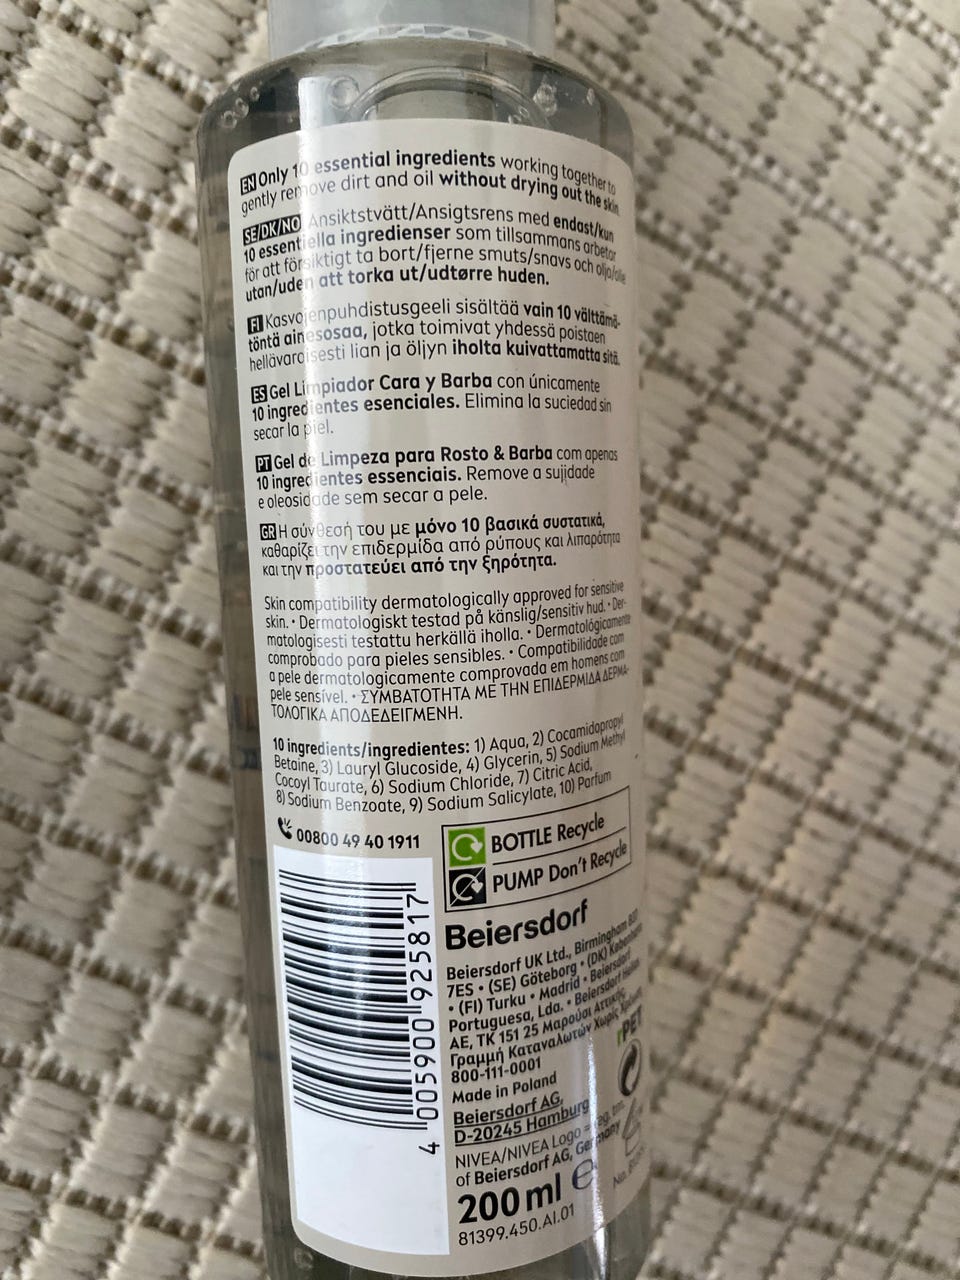 EN Only 10 essential ingredients working together to
gently remove dirt and oil without drying out the skin.
SE/DK/NO Ansiktstvätt/Ansigtsrens med endast/kun
10 essentiella ingredienser som tillsammans arbetar
för att försiktigt ta bort/fjerne smuts/snavs och olja/olie
utan/uden att torka ut/udtørre huden.
FI Kasvojenpuhdistusgeeli sisältää vain 10 välttämä-
töntä ainesosaa, jotka toimivat yhdessä poistaen
hellävaraisesti lian ja öljyn iholta kuivattamatta sitä.
ES Gel Limpiador Cara y Barba con únicamente
10 ingredientes esenciales. Elimina la suciedad sin
secar la piel.
PT Gel de Limpeza para Rosto & Barba com apenas
10 ingredientes essenciais. Remove a sujidade
e oleosidade sem secar a pele.
GR Η σύνθεσή του με μόνο 10 βασικά συστατικά,
καθαρίζει την επιδερμίδα από ρύπους και λιπαρότητα
και την προστατεύει από την ξηρότητα.
Skin compatibility dermatologically approved for sensitive
skin. • Dermatologiskt testad på känslig/sensitiv hud. • Der-
matologisesti testattu herkällä iholla. • Dermatológicamente
comprobado para pieles sensibles. • Compatibilidade com
a pele dermatologicamente comprovada em homens com
pele sensível. • ΣΥΜΒΑΤΟΤΗΤΑ ΜΕ ΤΗΝ ΕΠΙΔΕΡΜΙΔΑ ΔΕΡΜΑ-
ΤΟΛΟΓΙΚΑ ΑΠΟΔΕΔΕΙΓΜΕΝΗ.
10 ingredients/ingredientes: 1) Aqua, 2) Cocamidopropyl
Betaine, 3) Lauryl Glucoside, 4) Glycerin, 5) Sodium Methyl
Cocoyl Taurate, 6) Sodium Chloride, 7) Citric Acid,
8) Sodium Benzoate, 9) Sodium Salicylate, 10) Parfum
00800 49 40 1911
BOTTLE Recycle
PUMP Don't Recycle
4 005900 925817
Beiersdorf
Beiersdorf UK Ltd., Birmingham
7ES • (SE) Göteborg • (DK) København
• (FI) Turku • Madrid • Beiersdorf
Portuguesa, Lda. • Beiersdorf Hellas
AE, TK 151 25 Μαρούσι Αττικής,
Γραμμή Καταναλωτών Χωρίς Χρέωση
800-111-0001
Made in Poland
Beiersdorf AG,
D-20245 Hamburg
NIVEA/NIVEA Logo = reg. tm.
of Beiersdorf AG, Germany
200 ml e
81399.450.AI.01
rPET
No.